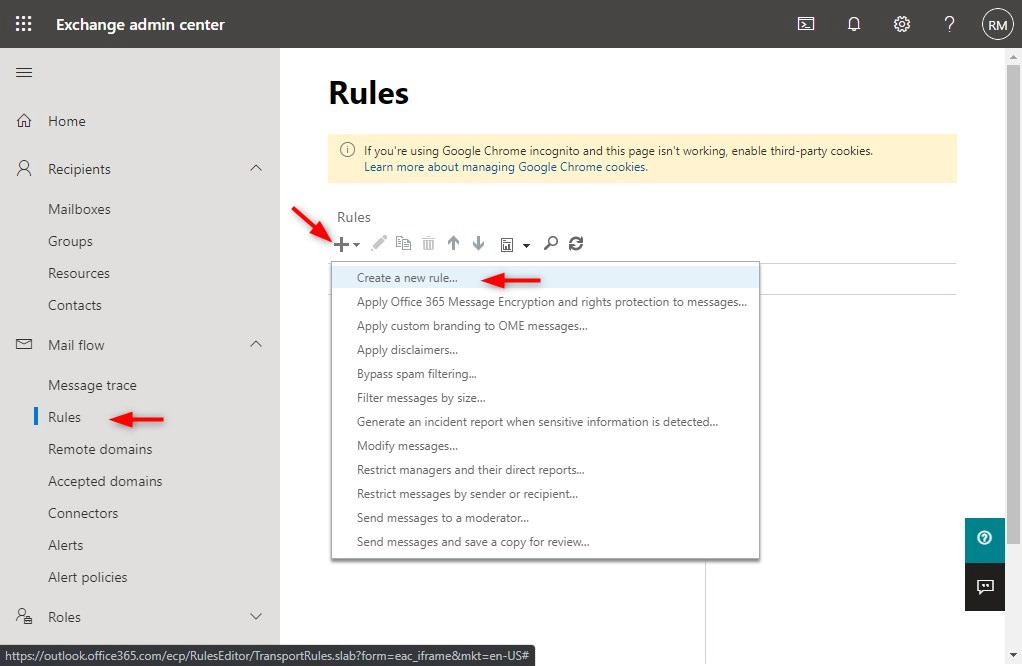 Exchange admin center
RM
Home
Recipients
Mailboxes
Groups
Resources
Contacts
Mail flow
Message trace
Rules
Remote domains
Accepted domains
Connectors
Alerts
Alert policies
Roles
Rules
If you're using Google Chrome incognito and this page isn't working, enable third-party cookies.
Learn more about managing Google Chrome cookies.
Rules
Create a new rule...
Apply Office 365 Message Encryption and rights protection to messages...
Apply custom branding to OME messages...
Apply disclaimers...
Bypass spam filtering...
Filter messages by size...
Generate an incident report when sensitive information is detected...
Modify messages...
Restrict managers and their direct reports...
Restrict messages by sender or recipient...
Send messages to a moderator...
Send messages and save a copy for review...
https://outlook.office365.com/ecp/RulesEditor/TransportRules.slab?form=eac_iframe&mkt=en-US#